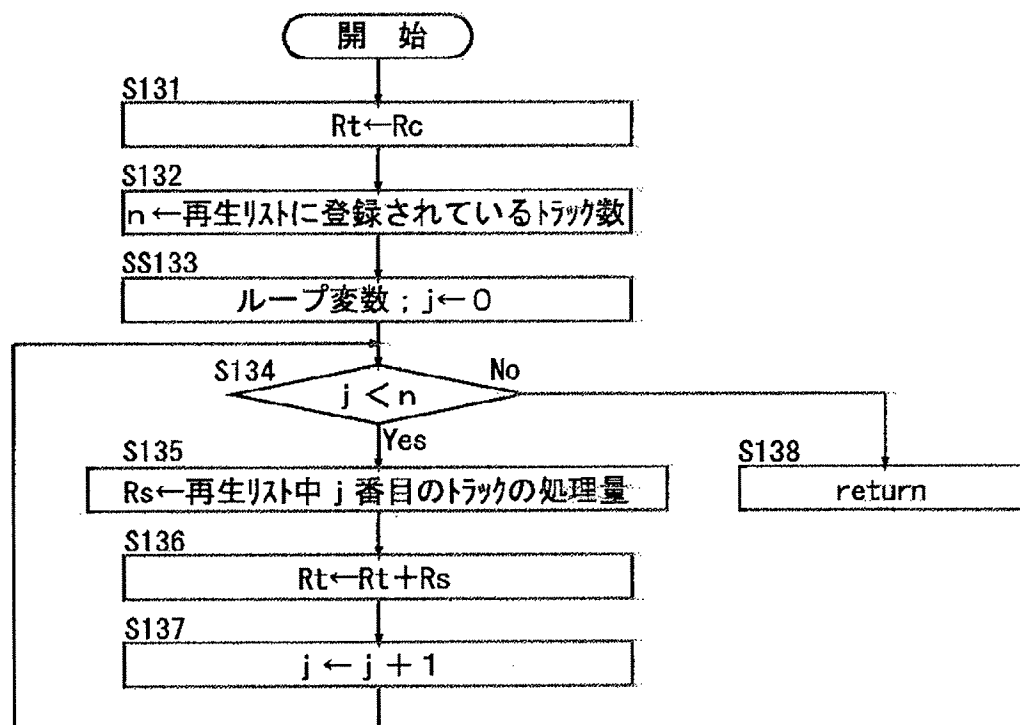 開 始
S131
Rt←Rc
S132
n←再生リストに登録されているトラック数
SS133
ループ変数；j←0
S134
j＜n
No
Yes
S135
Rs←再生リスト中j番目のトラックの処理量
S138
return
S136
Rt←Rt＋Rs
S137
j←j＋1